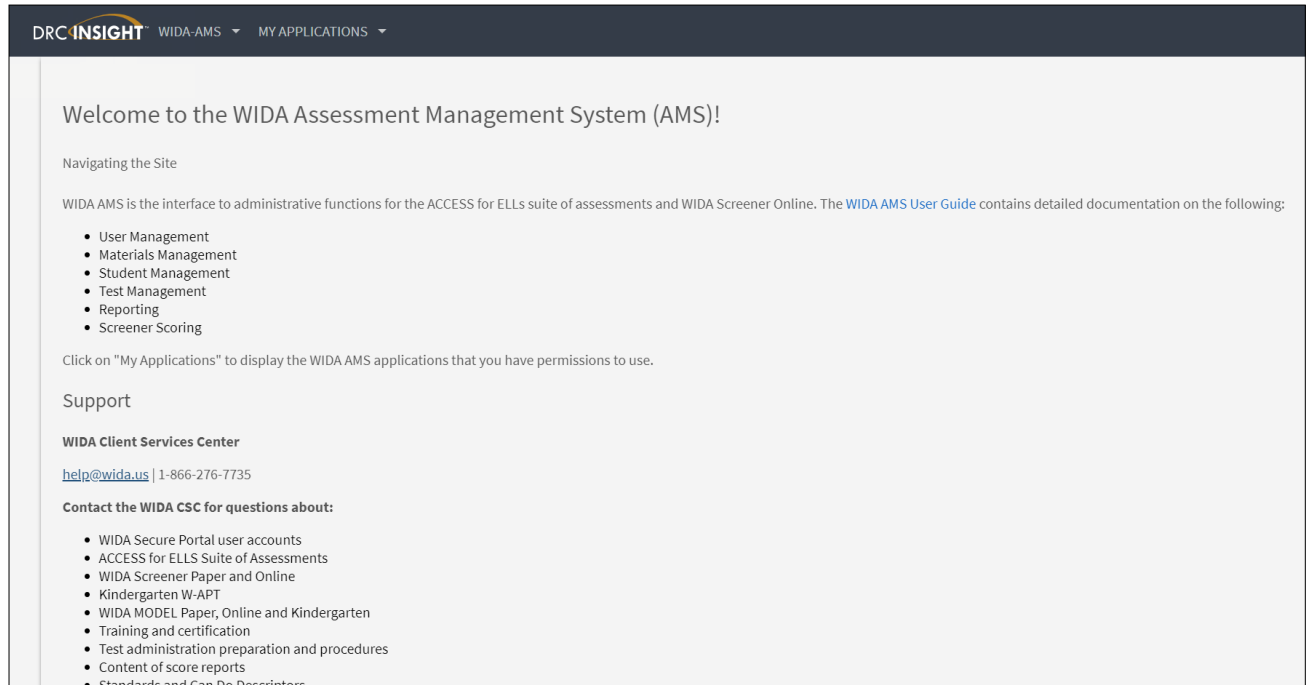 DRC INSIGHT™ WIDA-AMS MY APPLICATIONS
Welcome to the WIDA Assessment Management System (AMS)!
Navigating the Site
WIDA AMS is the interface to administrative functions for the ACCESS for ELLs suite of assessments and WIDA Screener Online. The WIDA AMS User Guide contains detailed documentation on the following:
• User Management
• Materials Management
• Student Management
• Test Management
• Reporting
• Screener Scoring
Click on "My Applications" to display the WIDA AMS applications that you have permissions to use.
Support
WIDA Client Services Center
help@wida.us | 1-866-276-7735
Contact the WIDA CSC for questions about:
• WIDA Secure Portal user accounts
• ACCESS for ELLS Suite of Assessments
• WIDA Screener Paper and Online
• Kindergarten W-APT
• WIDA MODEL Paper, Online and Kindergarten
• Training and certification
• Test administration preparation and procedures
• Content of score reports
• Standards and Can Do Descriptors